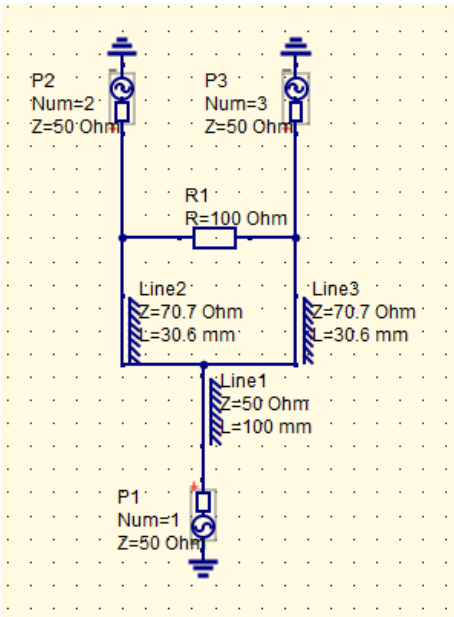 P2
Num=2
Z=50 Ohm
P3
Num=3
Z=50 Ohm
R1
R=100 Ohm
Line2
Z=70.7 Ohm
L=30.6 mm
Line3
Z=70.7 Ohm
L=30.6 mm
Line1
Z=50 Ohm
L=100 mm
P1
Num=1
Z=50 Ohm